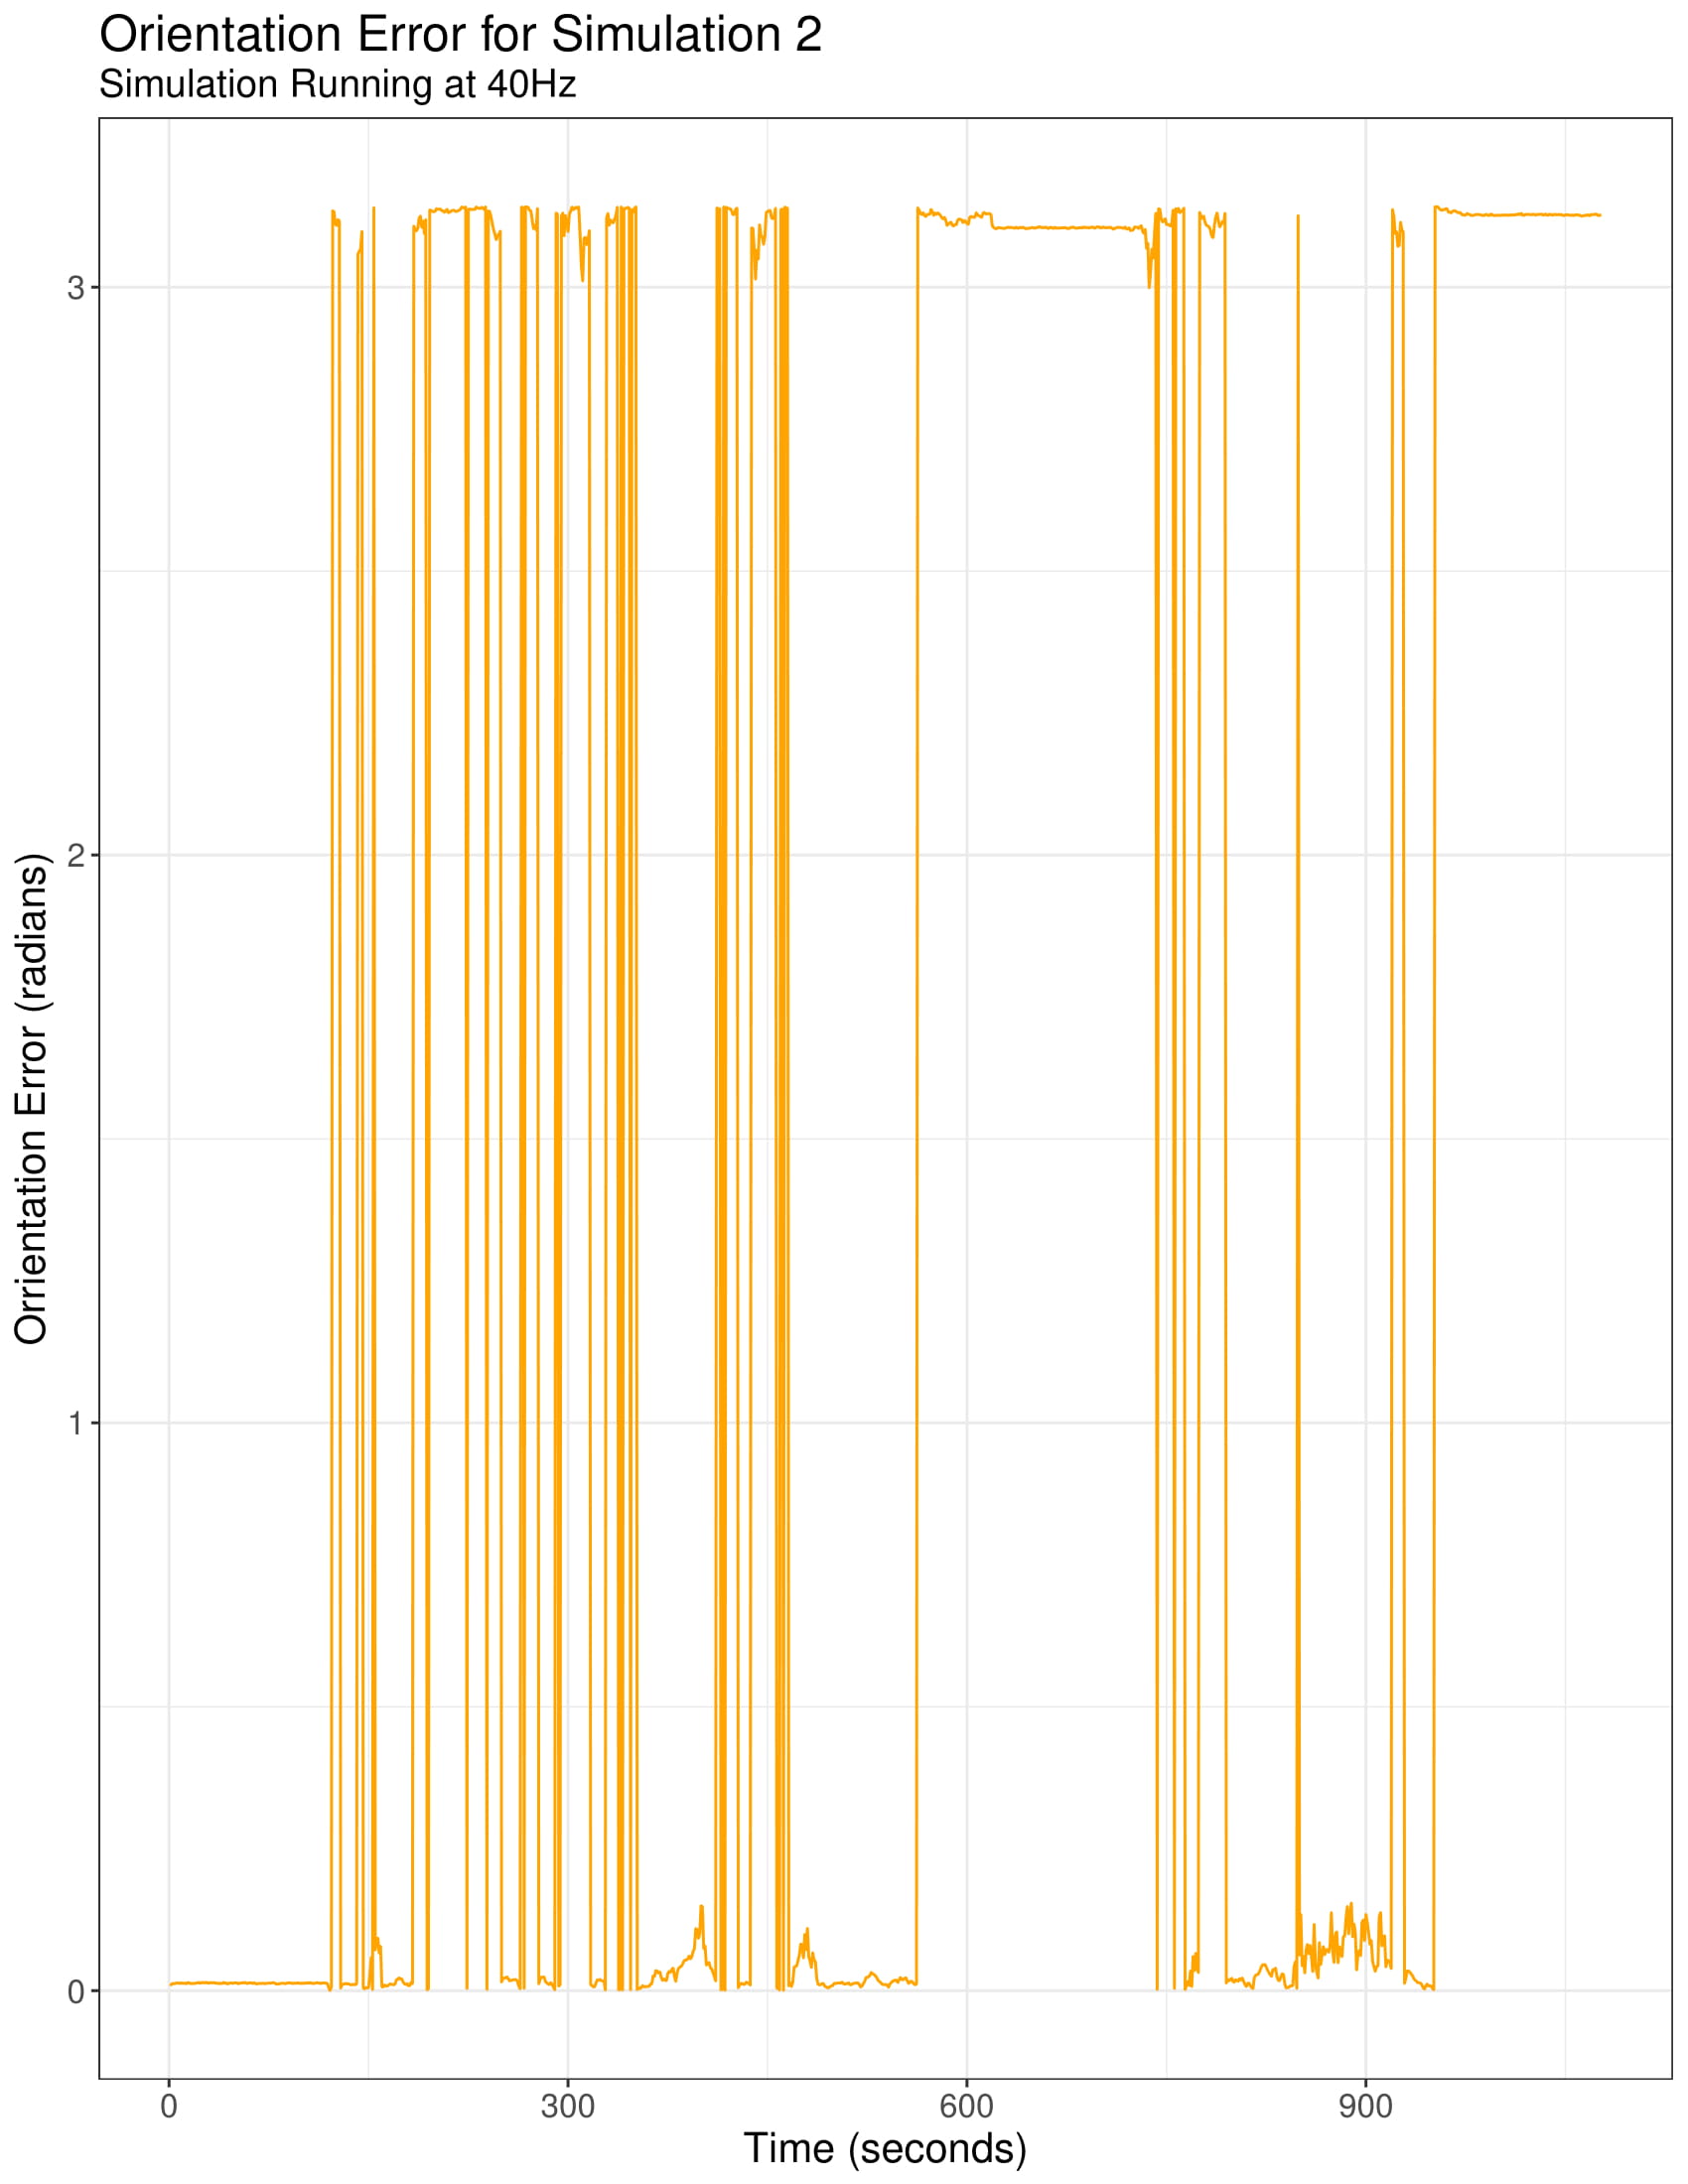 Orientation Error for Simulation 2
Simulation Running at 40Hz
Orrientation Error (radians)
3
2
1
0
0 300 600 900
Time (seconds)